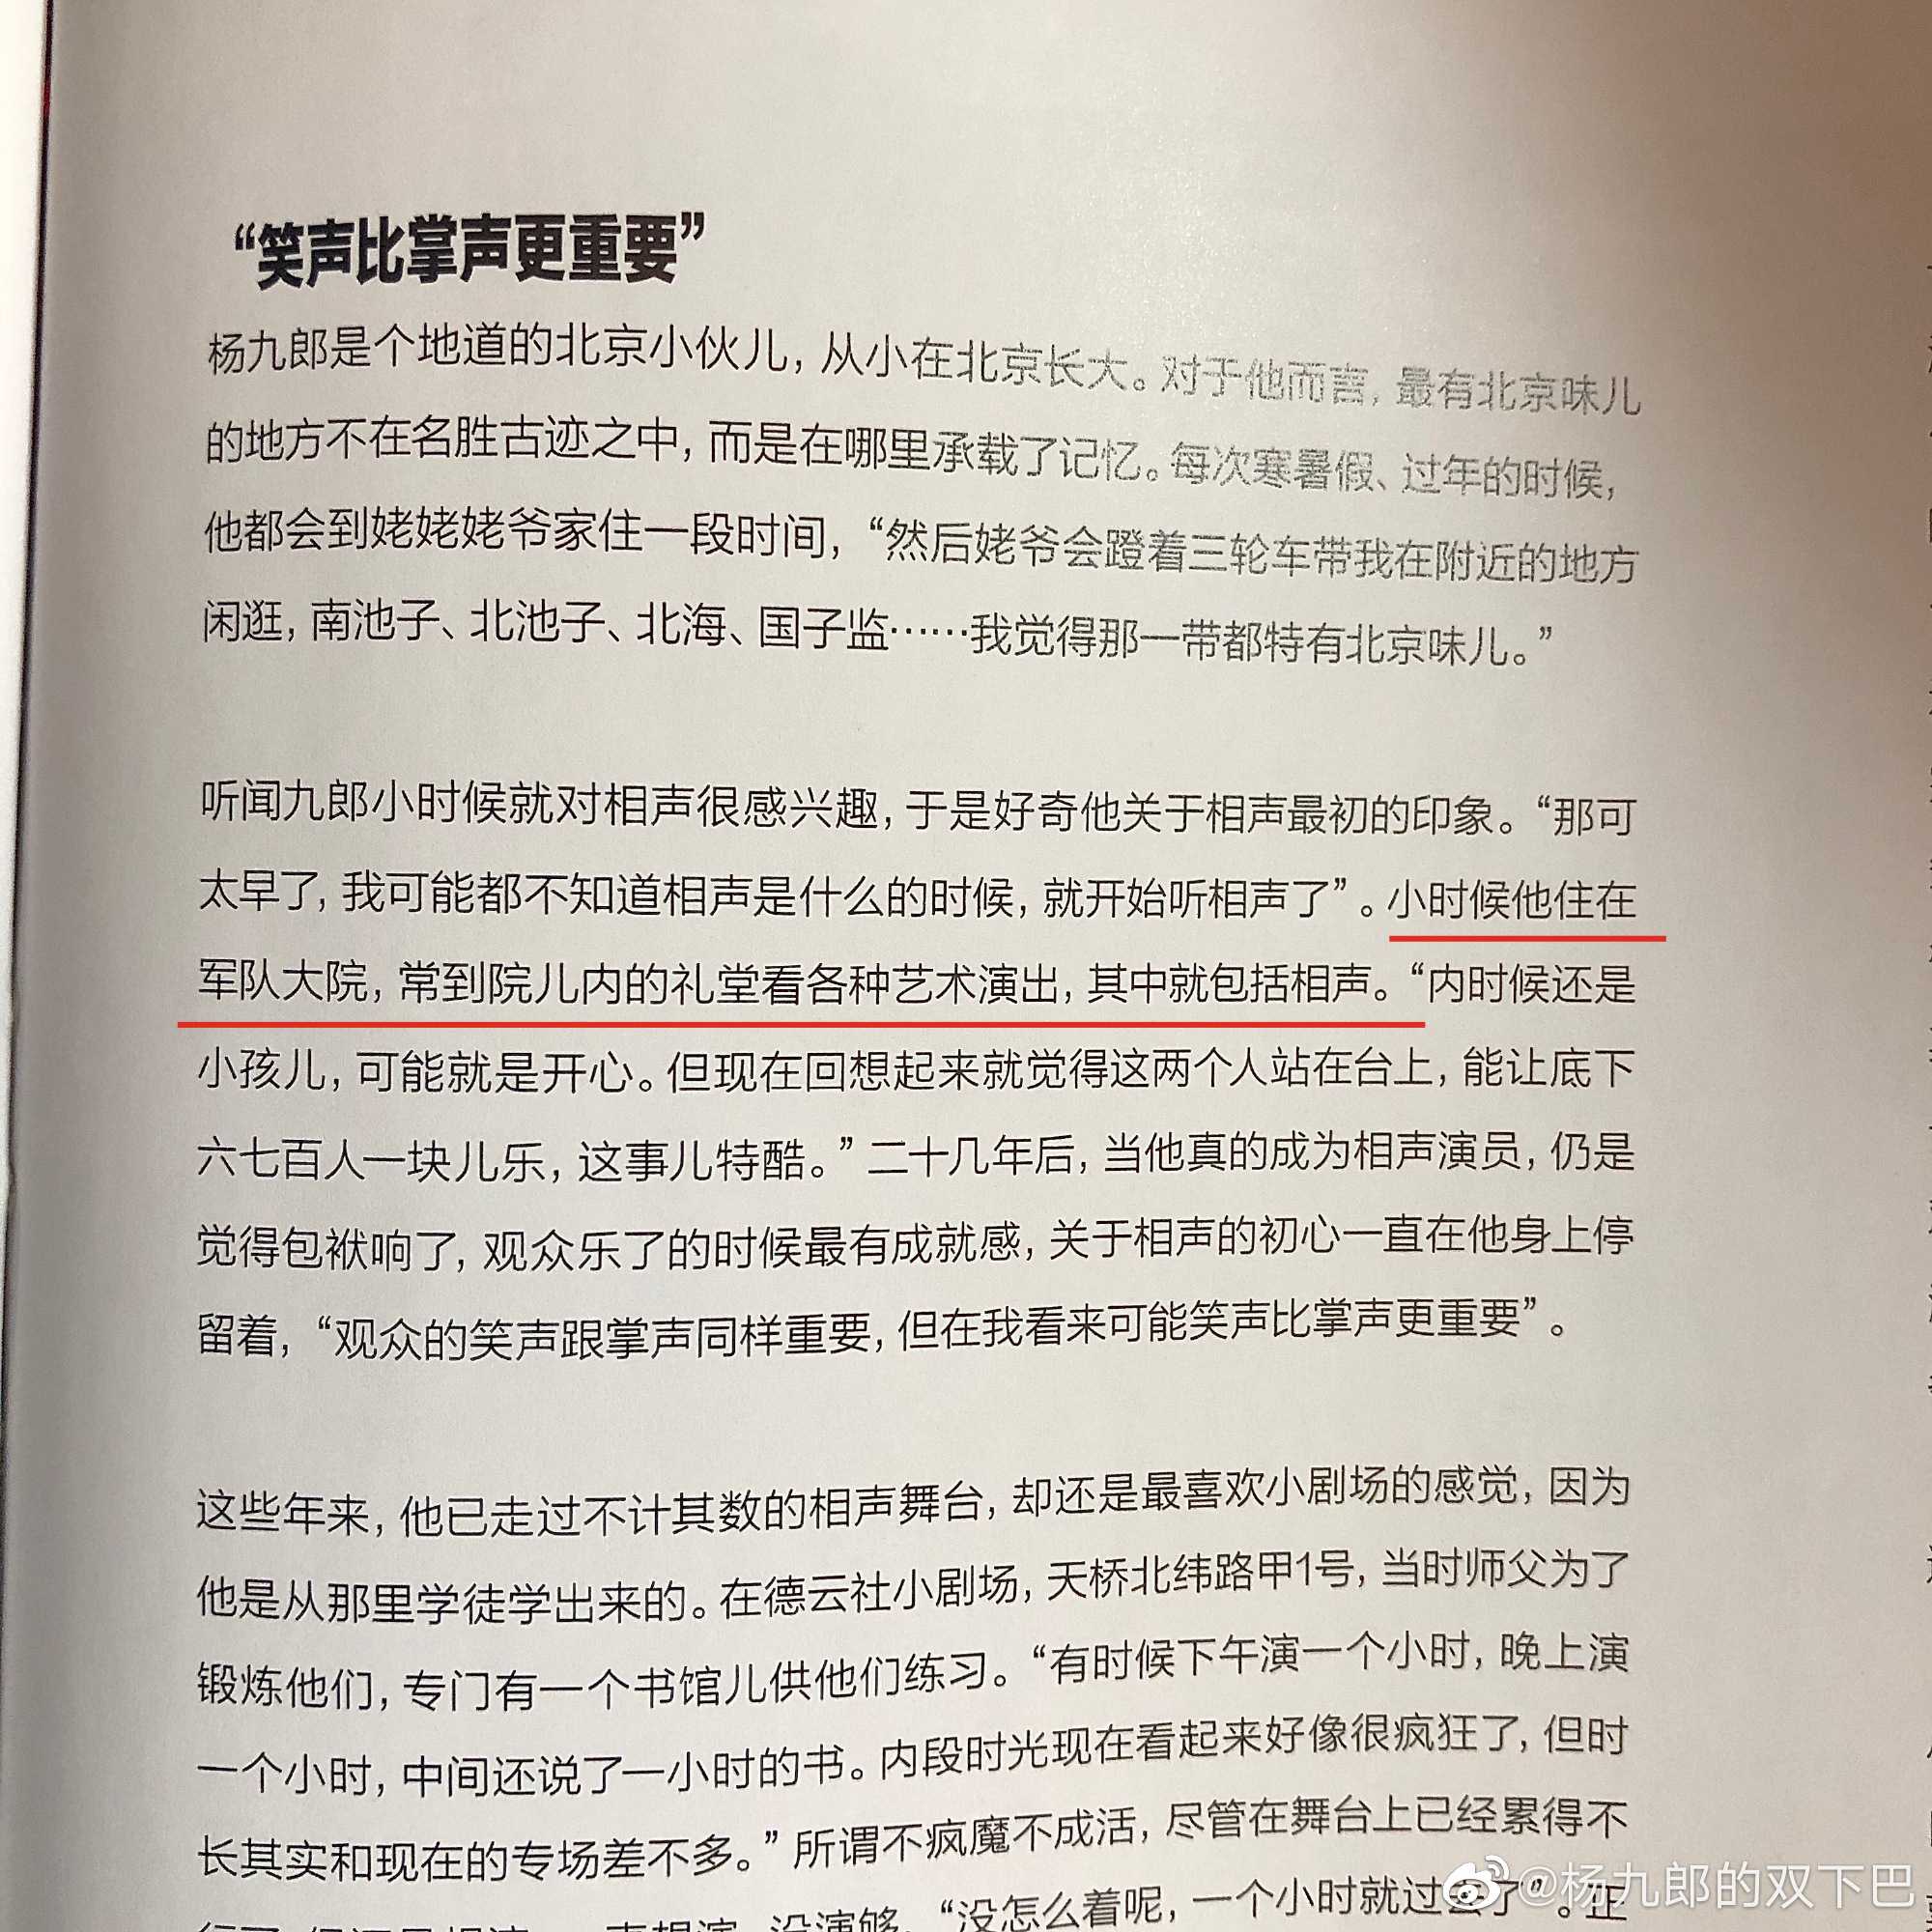 “笑声比掌声更重要”
杨九郎是个地道的北京小伙儿，从小在北京长大。对于他而言，最有北京味儿
的地方不在名胜古迹之中，而是在哪里承载了记忆。每次寒暑假、过年的时候，
他都会到姥姥姥爷家住一段时间，“然后姥爷会蹬着三轮车带我在附近的地方
闲逛，南池子、北池子、北海、国子监……我觉得那一带都特有北京味儿。”
听闻九郎小时候就对相声很感兴趣，于是好奇他关于相声最初的印象。“那可
太早了，我可能都不知道相声是什么的时候，就开始听相声了”。小时候他住在
军队大院，常到院儿内的礼堂看各种艺术演出，其中就包括相声。“内时候还是
小孩儿，可能就是开心。但现在回想起来就觉得这两个人站在台上，能让底下
六七百人一块儿乐，这事儿特酷。”二十几年后，当他真的成为相声演员，仍是
觉得包袱响了，观众乐了的时候最有成就感，关于相声的初心一直在他身上停
留着，“观众的笑声跟掌声同样重要，但在我看来可能笑声比掌声更重要”。
这些年来，他已走过不计其数的相声舞台，却还是最喜欢小剧场的感觉，因为
他是从那里学徒学出来的。在德云社小剧场，天桥北纬路甲1号，当时师父为了
锻炼他们，专门有一个书馆儿供他们练习。“有时候下午演一个小时，晚上演
一个小时，中间还说了一小时的书。内段时光现在看起来好像很疯狂了，但时
长其实和现在的专场差不多。”所谓不疯魔不成活，尽管在舞台上已经累得不
“没怎么着呢，一个小时就过去了”。正
@杨九郎的双下巴